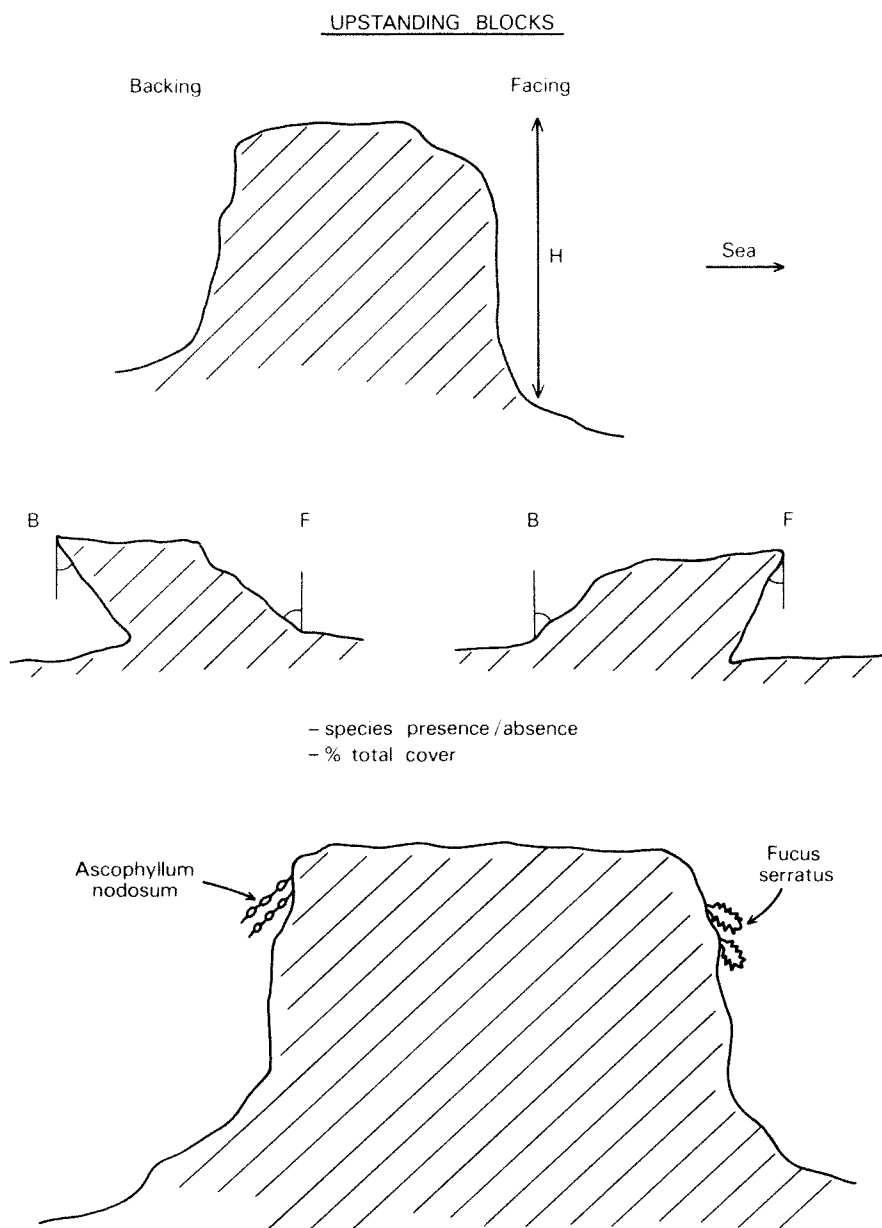 UPSTANDING BLOCKS
Backing
Facing
H
Sea
B
F
B
F
– species presence/absence
– % total cover
Ascophyllum
nodosum
Fucus
serratus